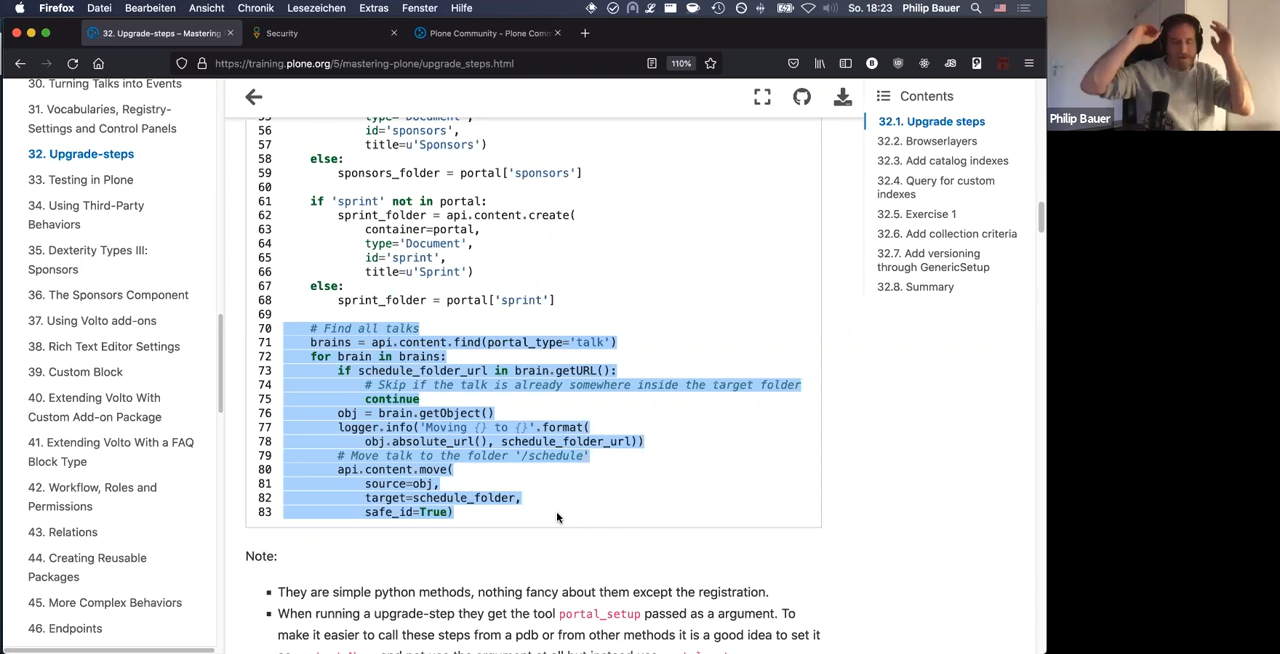 Firefox Datei Bearbeiten Ansicht Chronik Lesezeichen Extras Fenster Hilfe So. 18:23 Philip Bauer
32. Upgrade-steps – Mastering
Security
Plone Community - Plone Com
https://training.plone.org/5/mastering-plone/upgrade_steps.html
110%
30. Turning Talks into Events
31. Vocabularies, Registry-
Settings and Control Panels
32. Upgrade-steps
33. Testing in Plone
34. Using Third-Party
Behaviors
35. Dexterity Types III:
Sponsors
36. The Sponsors Component
37. Using Volto add-ons
38. Rich Text Editor Settings
39. Custom Block
40. Extending Volto With
Custom Add-on Package
41. Extending Volto With a FAQ
Block Type
42. Workflow, Roles and
Permissions
43. Relations
44. Creating Reusable
Packages
45. More Complex Behaviors
46. Endpoints
55 type='Document',
56 id='sponsors',
57 title=u'Sponsors')
58 else:
59 sponsors_folder = portal['sponsors']
60
61 if 'sprint' not in portal:
62 sprint_folder = api.content.create(
63 container=portal,
64 type='Document',
65 id='sprint',
66 title=u'Sprint')
67 else:
68 sprint_folder = portal['sprint']
69
70 # Find all talks
71 brains = api.content.find(portal_type='talk')
72 for brain in brains:
73 if schedule_folder_url in brain.getURL():
74 # Skip if the talk is already somewhere inside the target folder
75 continue
76 obj = brain.getObject()
77 logger.info('Moving {} to {}'.format(
78 obj.absolute_url(), schedule_folder_url))
79 # Move talk to the folder '/schedule'
80 api.content.move(
81 source=obj,
82 target=schedule_folder,
83 safe_id=True)
Note:
They are simple python methods, nothing fancy about them except the registration.
When running a upgrade-step they get the tool portal_setup passed as a argument. To
make it easier to call these steps from a pdb or from other methods it is a good idea to set it
Contents
32.1. Upgrade steps
32.2. Browserlayers
32.3. Add catalog indexes
32.4. Query for custom
indexes
32.5. Exercise 1
32.6. Add collection criteria
32.7. Add versioning
through GenericSetup
32.8. Summary
Philip Bauer